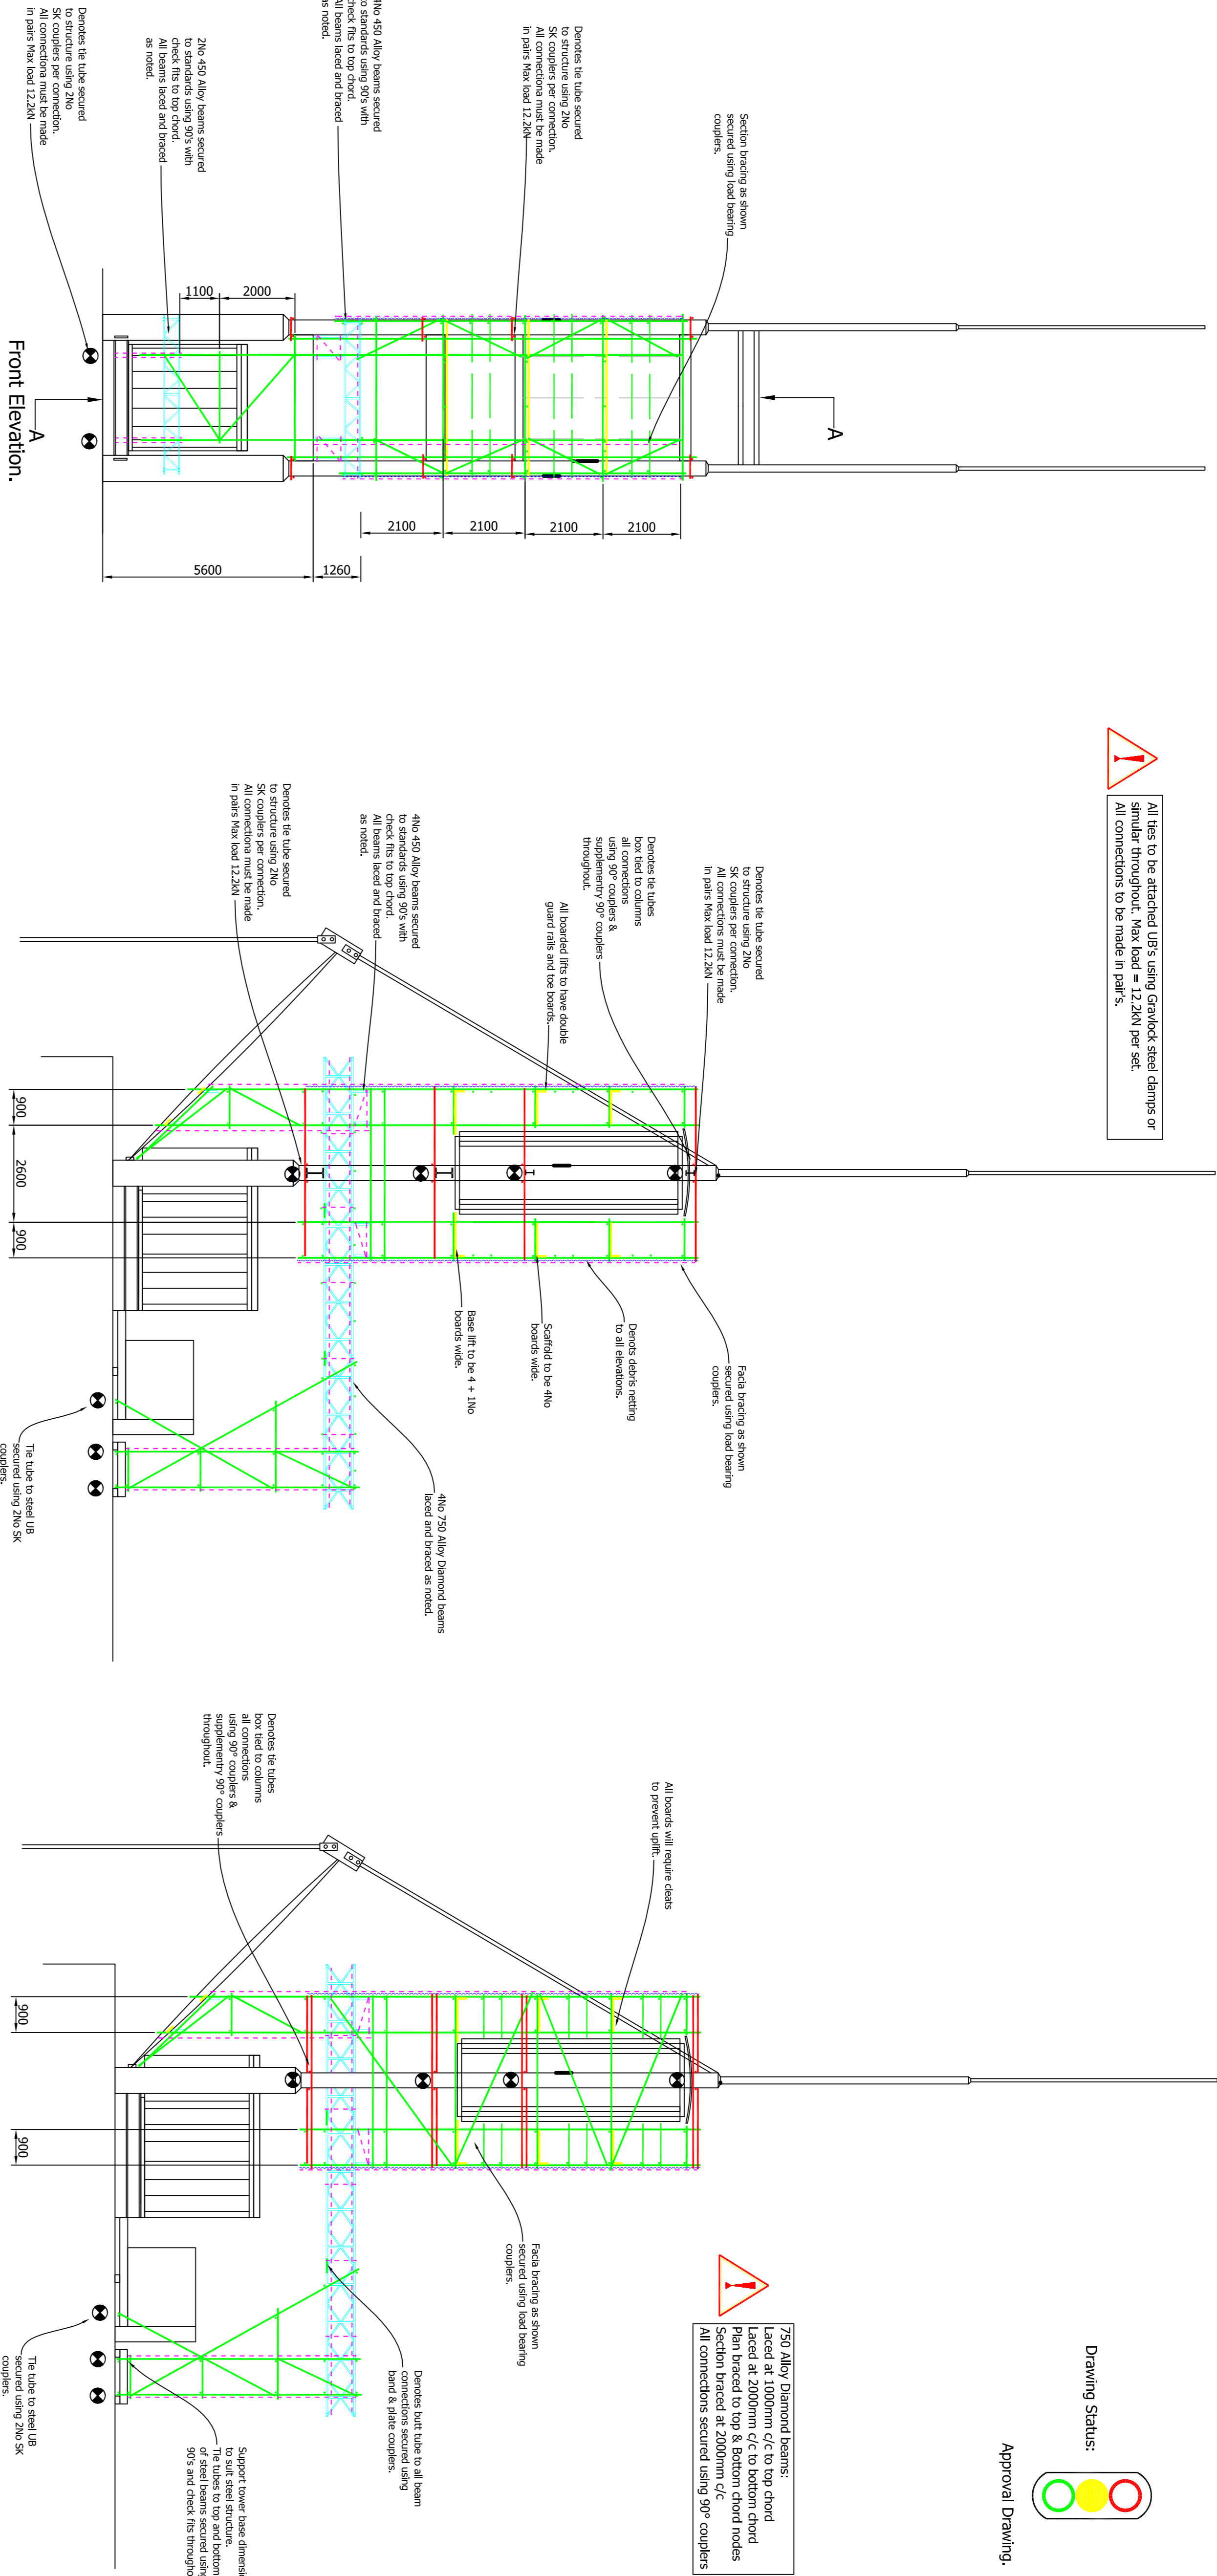 Drawing Status:
Approval Drawing.
All ties to be attached UB's using Gravlock steel clamps or
simular throughout. Max load = 12.2kN per set.
All connections to be made in pair's.
750 Alloy Diamond beams:
Laced at 1000mm c/c to top chord
Laced at 2000mm c/c to bottom chord
Plan braced to top & Bottom chord nodes
Section braced at 2000mm c/c
All connections secured using 90° couplers
Section bracing as shown
secured using load bearing
couplers.
Denotes tie tube secured
to structure using 2No
SK couplers per connection.
All connectiona must be made
in pairs Max load 12.2kN
4No 450 Alloy beams secured
to standards using 90's with
check fits to top chord.
All beams laced and braced
as noted.
2No 450 Alloy beams secured
to standards using 90's with
check fits to top chord.
All beams laced and braced
as noted.
Denotes tie tube secured
to structure using 2No
SK couplers per connection.
All connectiona must be made
in pairs Max load 12.2kN
A
2100
2100
2100
2100
1260
5600
2000
1100
A
Front Elevation.
Denotes tie tube secured
to structure using 2No
SK couplers per connection.
All connections must be made
in pairs Max load 12.2kN
Denotes tie tubes
box tied to columns
all connections
using 90° couplers &
supplementry 90° couplers
throughout.
All boarded lifts to have double
guard rails and toe boards.
4No 450 Alloy beams secured
to standards using 90's with
check fits to top chord.
All beams laced and braced
as noted.
Denotes tie tube secured
to structure using 2No
SK couplers per connection.
All connectiona must be made
in pairs Max load 12.2kN
Facia bracing as shown
secured using load bearing
couplers.
Denots debris netting
to all elevations.
Scaffold to be 4No
boards wide.
Base lift to be 4 + 1No
boards wide.
4No 750 Alloy Diamond beams
laced and braced as noted.
Tie tube to steel UB
secured using 2No SK
couplers.
900
2600
900
All boards will require cleats
to prevent uplift.
Denotes tie tubes
box tied to columns
all connections
using 90° couplers &
supplementry 90° couplers
throughout.
Facia bracing as shown
secured using load bearing
couplers.
Denotes butt tube to all beam
connections secured using
band & plate couplers.
Support tower base dimensi
to suit steel structure.
Tie tubes to top and bottom
of steel beams secured using
90's and check fits througho
Tie tube to steel UB
secured using 2No SK
couplers.
900
900